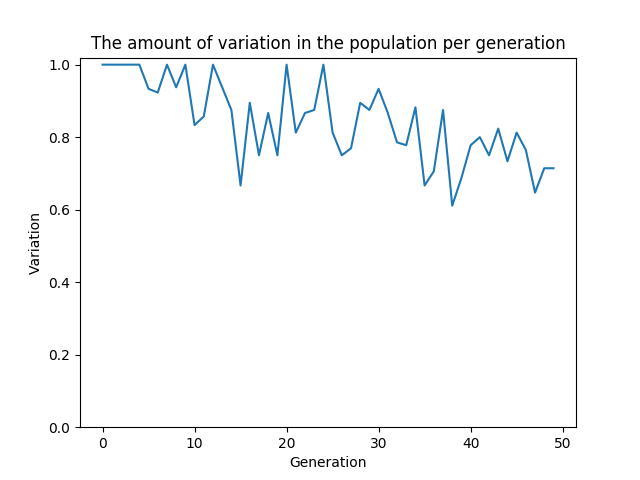 The amount of variation in the population per generation
1.0
0.8
0.6
0.4
0.2
0.0
Variation
0 10 20 30 40 50
Generation